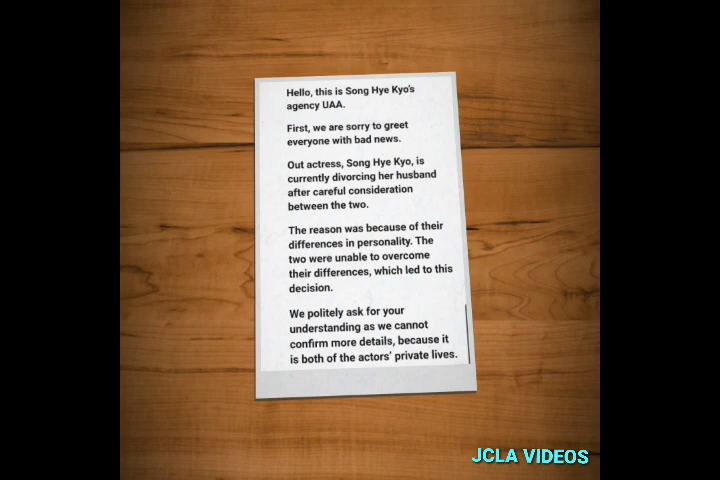 Hello, this is Song Hye Kyo's
agency UAA.
First, we are sorry to greet
everyone with bad news.
Out actress, Song Hye Kyo, is
currently divorcing her husband
after careful consideration
between the two.
The reason was because of their
differences in personality. The
two were unable to overcome
their differences, which led to this
decision.
We politely ask for your
understanding as we cannot
confirm more details, because it
is both of the actors' private lives.
JCLA VIDEOS